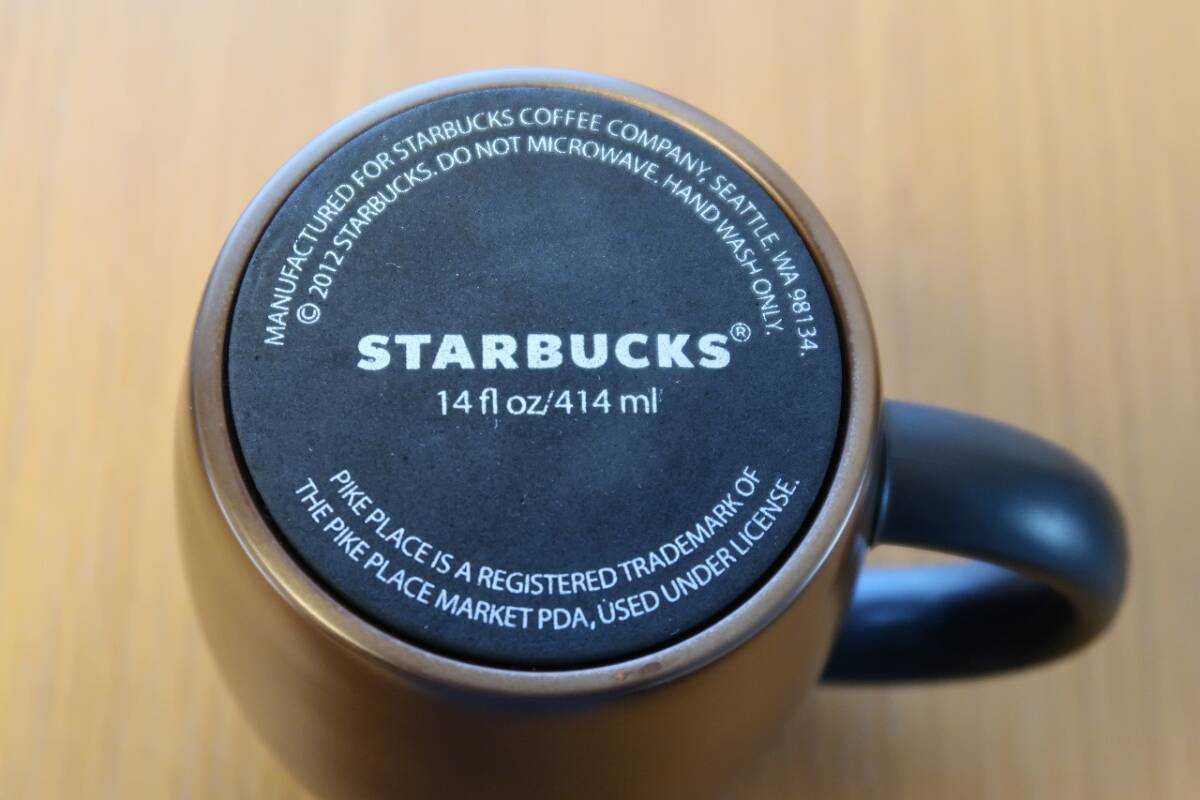 MANUFACTURED FOR STARBUCKS COFFEE COMPANY, SEATTLE, WA 98134.
© 2012 STARBUCKS. DO NOT MICROWAVE. HAND WASH ONLY.
STARBUCKS®
14 fl oz/414 ml
PIKE PLACE IS A REGISTERED TRADEMARK OF
THE PIKE PLACE MARKET PDA, USED UNDER LICENSE.